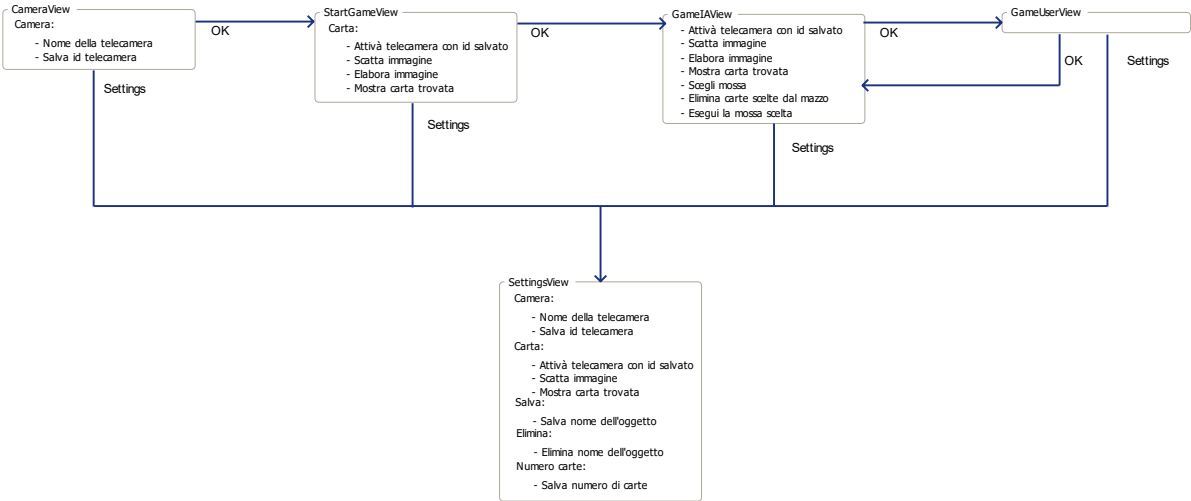 CameraView
Camera:
- Nome della telecamera
- Salva id telecamera
OK
Settings
StartGameView
Carta:
- Attivà telecamera con id salvato
- Scatta immagine
- Elabora immagine
- Mostra carta trovata
OK
Settings
GameIAView
- Attivà telecamera con id salvato
- Scatta immagine
- Elabora immagine
- Mostra carta trovata
- Scegli mossa
- Elimina carte scelte dal mazzo
- Esegui la mossa scelta
OK
Settings
GameUserView
OK
Settings
SettingsView
Camera:
- Nome della telecamera
- Salva id telecamera
Carta:
- Attivà telecamera con id salvato
- Scatta immagine
- Mostra carta trovata
Salva:
- Salva nome dell'oggetto
Elimina:
- Elimina nome dell'oggetto
Numero carte:
- Salva numero di carte